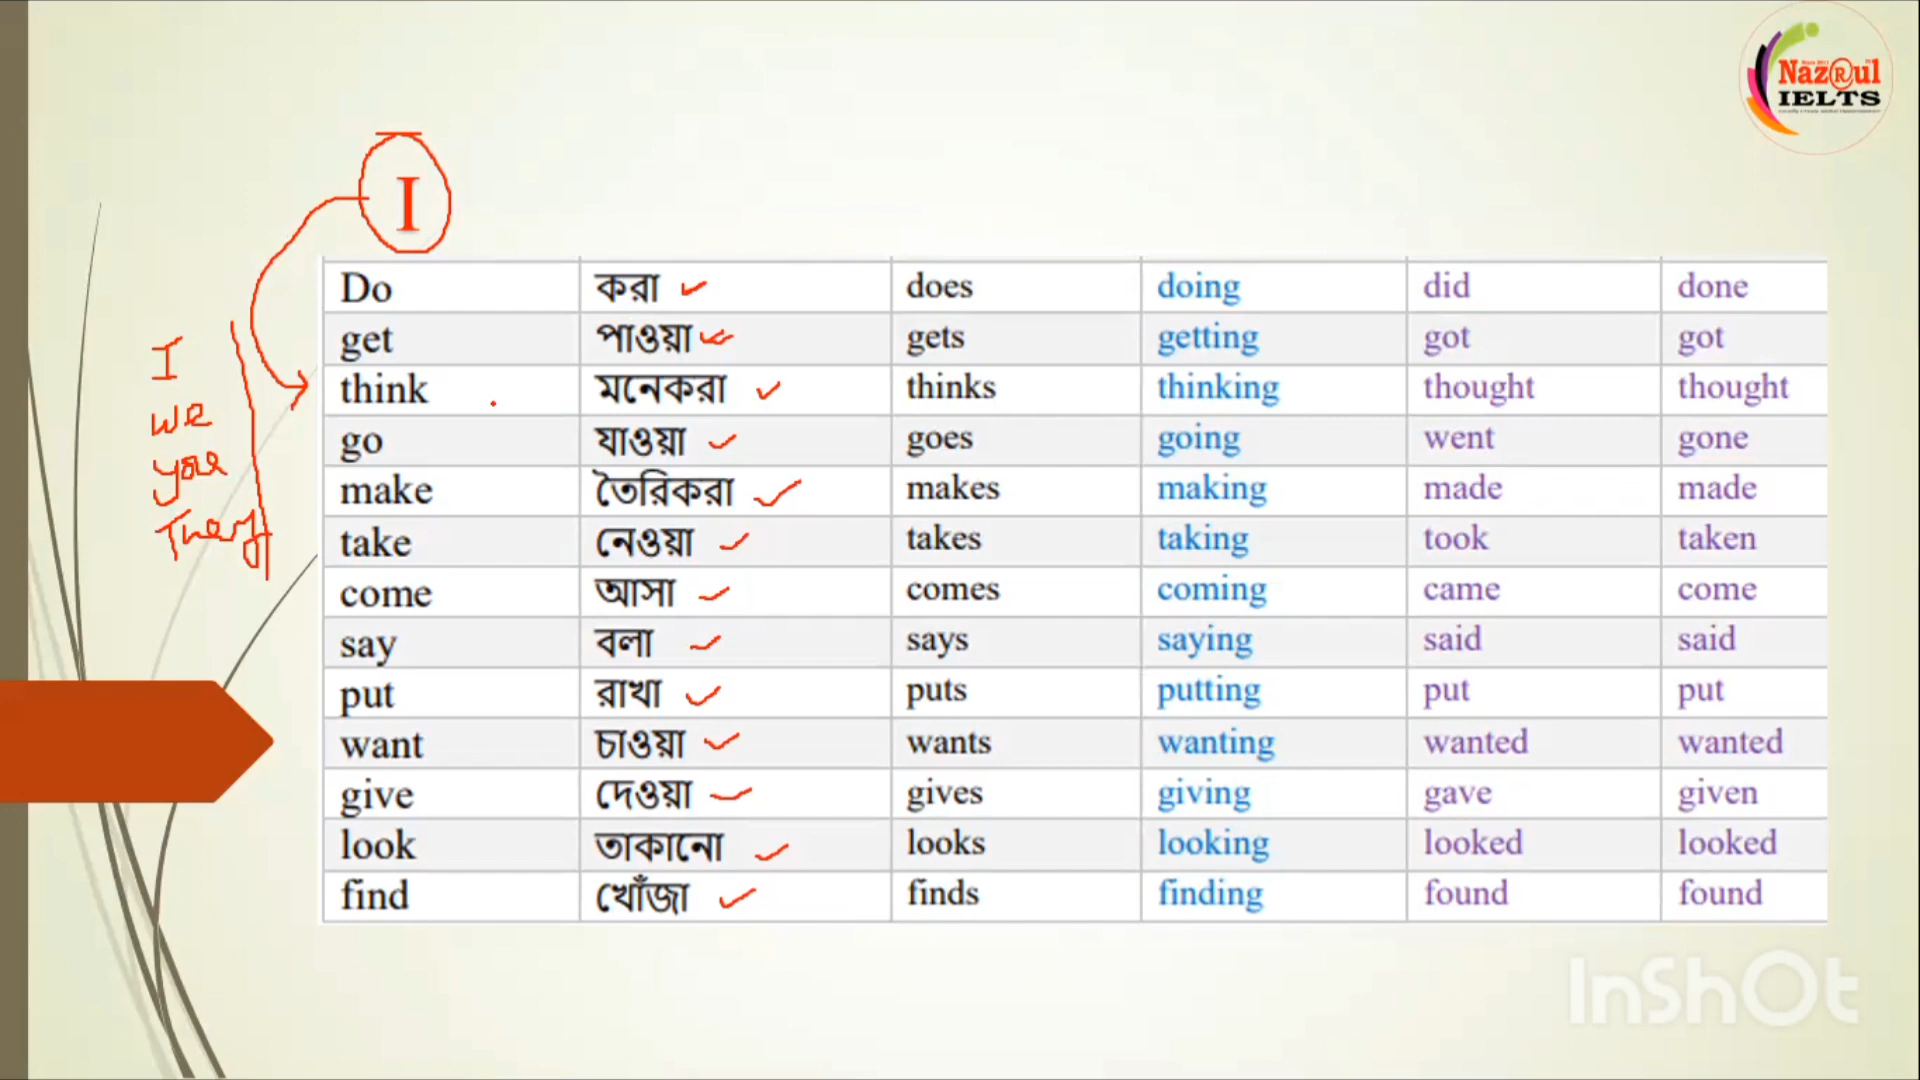 Nazrul
IELTS
I
Do করা does doing did done
get পাওয়া gets getting got got
think মনেকরা thinks thinking thought thought
go যাওয়া goes going went gone
make তৈরিকরা makes making made made
take নেওয়া takes taking took taken
come আসা comes coming came come
say বলা says saying said said
put রাখা puts putting put put
want চাওয়া wants wanting wanted wanted
give দেওয়া gives giving gave given
look তাকানো looks looking looked looked
find খোঁজা finds finding found found
I
we
you
They
InShOt